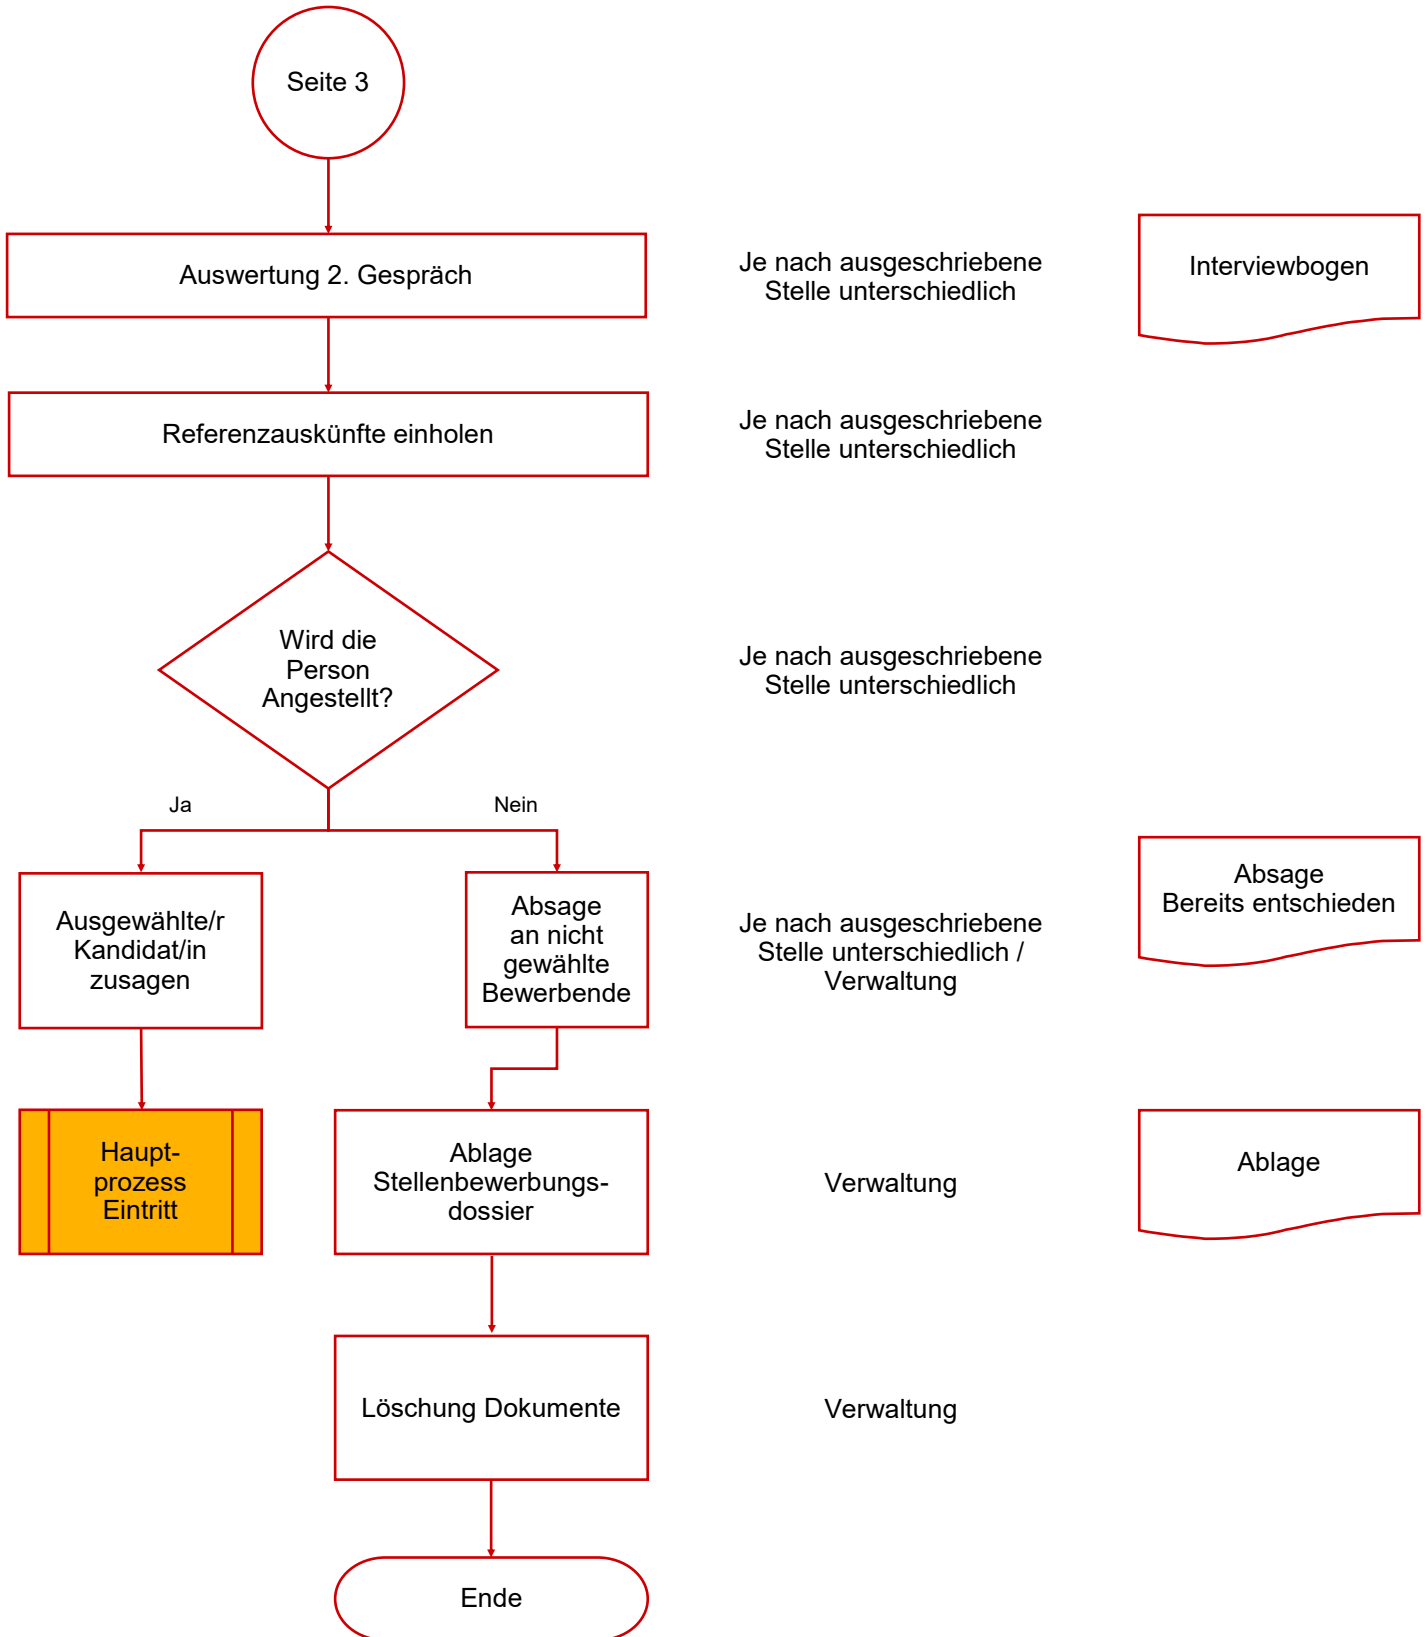 Seite 3
Auswertung 2. Gespräch
Je nach ausgeschriebene
Stelle unterschiedlich
Interviewbogen
Referenzauskünfte einholen
Je nach ausgeschriebene
Stelle unterschiedlich
Wird die
Person
Angestellt?
Je nach ausgeschriebene
Stelle unterschiedlich
Ja
Nein
Ausgewählte/r
Kandidat/in
zusagen
Absage
an nicht
gewählte
Bewerbende
Je nach ausgeschriebene
Stelle unterschiedlich /
Verwaltung
Absage
Bereits entschieden
Haupt-
prozess
Eintritt
Ablage
Stellenbewerbungs-
dossier
Verwaltung
Ablage
Löschung Dokumente
Verwaltung
Ende